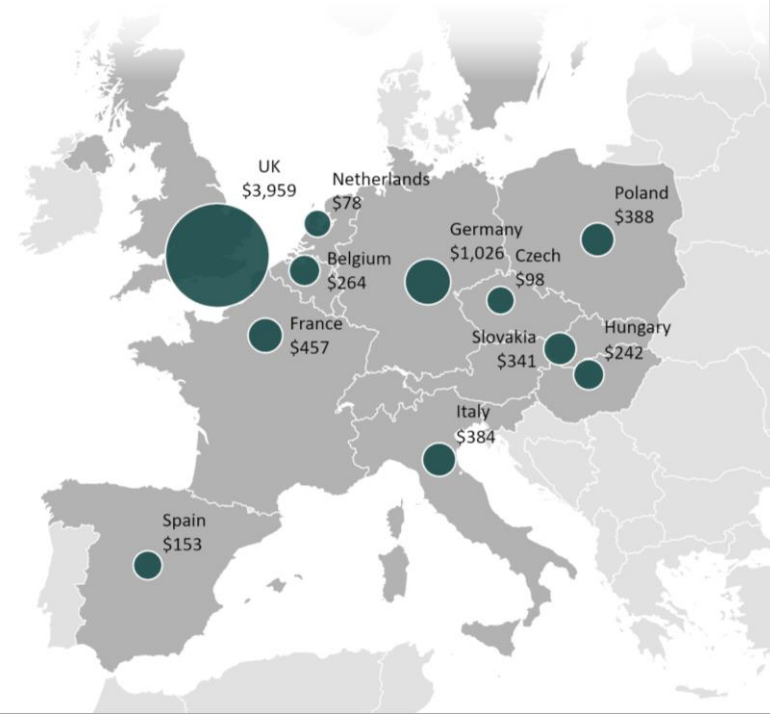 UK
$3,959
Netherlands
$78
Poland
$388
Germany
$1,026
Belgium
$264
Czech
$98
France
$457
Slovakia
$341
Hungary
$242
Italy
$384
Spain
$153